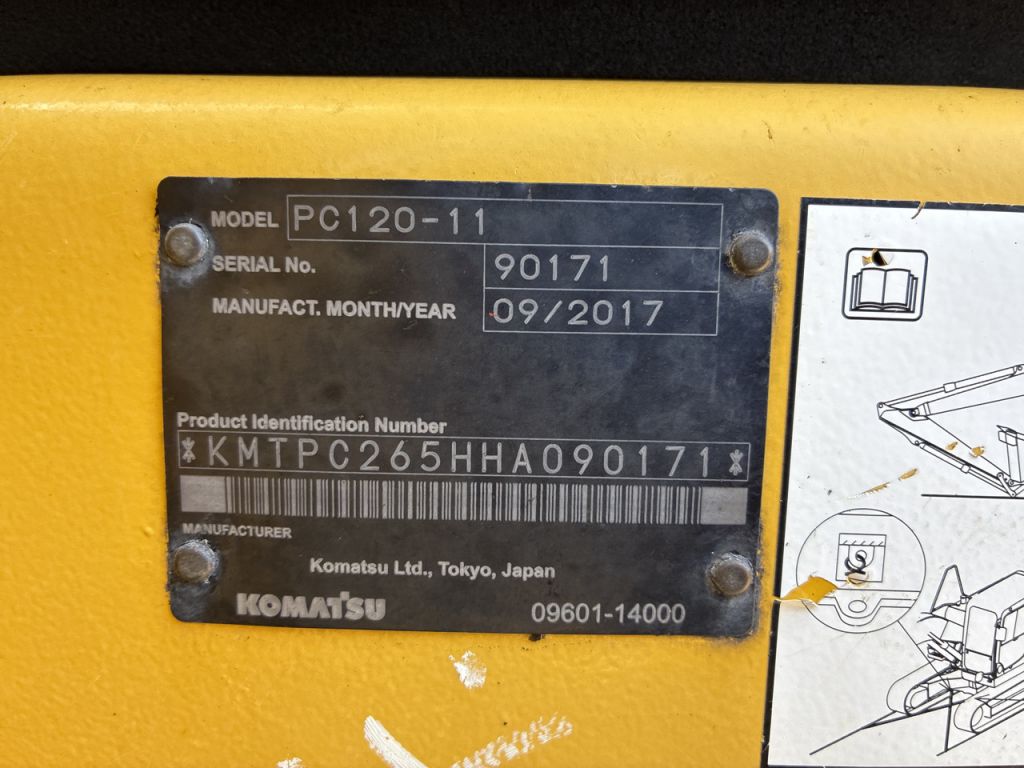 MODEL PC120-11
SERIAL No. 90171
MANUFACT. MONTH/YEAR 09/2017
Product Identification Number
*KMTPC265HHA090171*
MANUFACTURER
Komatsu Ltd., Tokyo, Japan
KOMATSU 09601-14000